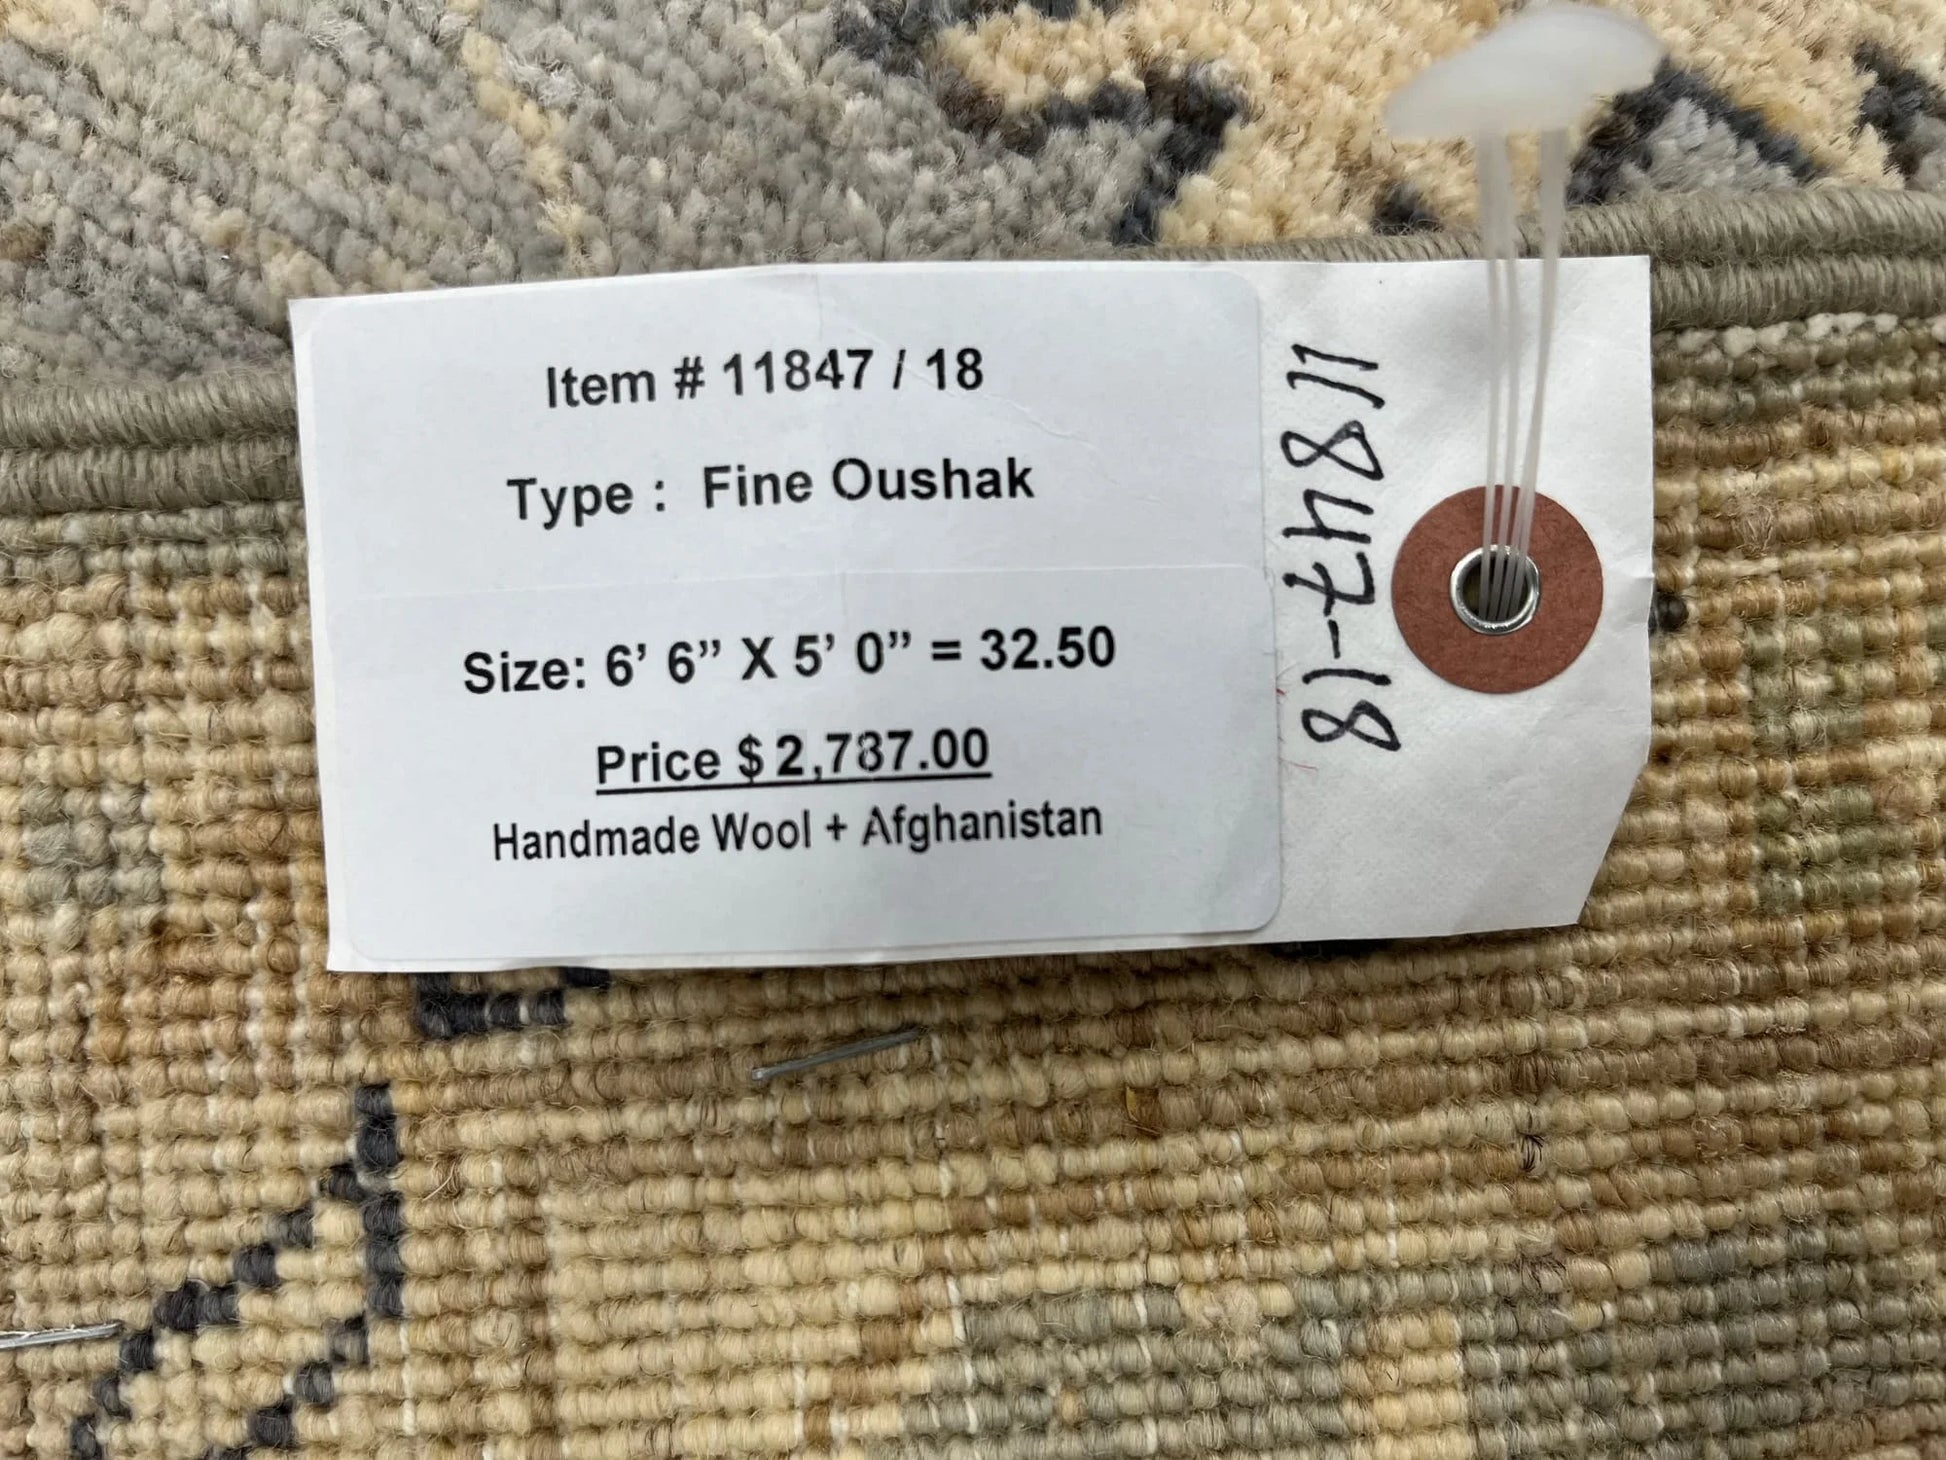 Item # 11847 / 18
Type : Fine Oushak
Size: 6’ 6” X 5’ 0” = 32.50
Price $ 2,787.00
Handmade Wool + Afghanistan
11847-18